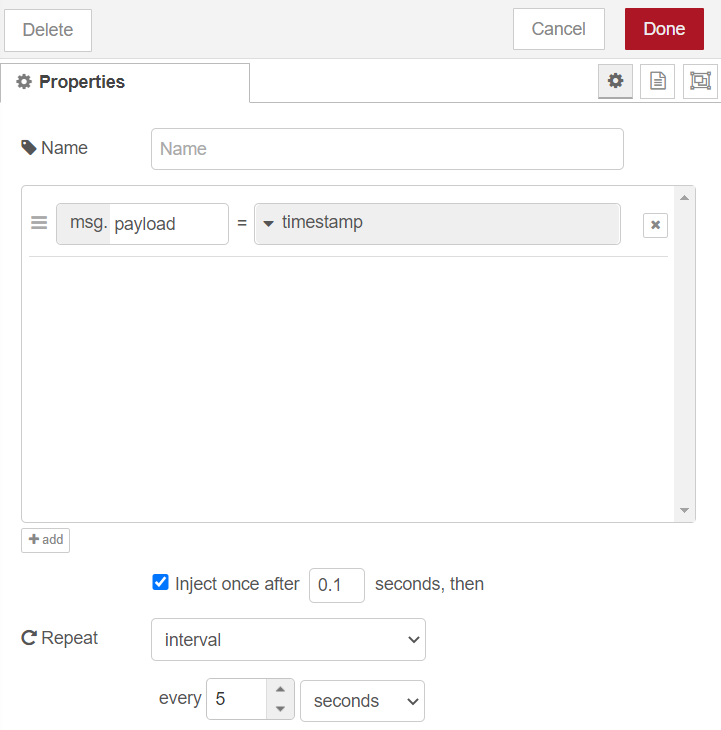 Delete Cancel Done
Properties
Name Name
msg. payload = timestamp
add
Inject once after 0.1 seconds, then
Repeat interval
every 5 seconds